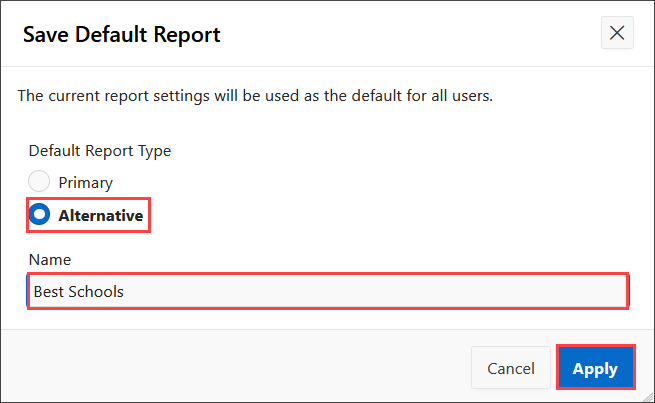 Save Default Report
The current report settings will be used as the default for all users.
Default Report Type
Primary
Alternative
Name
Best Schools
Cancel
Apply